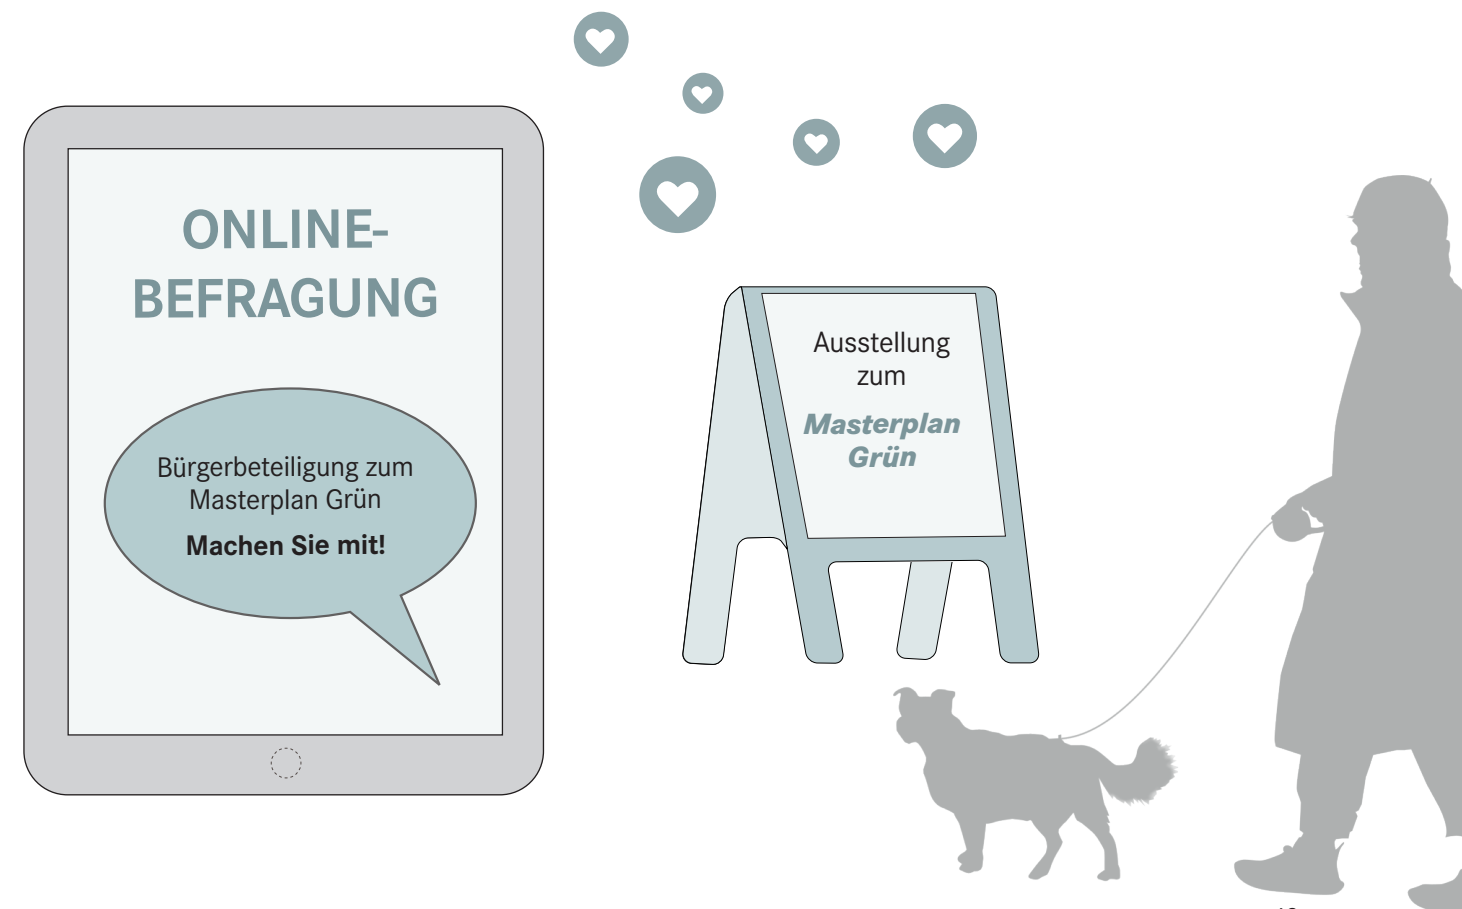 ONLINE-
BEFRAGUNG
Bürgerbeteiligung zum
Masterplan Grün
Machen Sie mit!
Ausstellung
zum
Masterplan
Grün